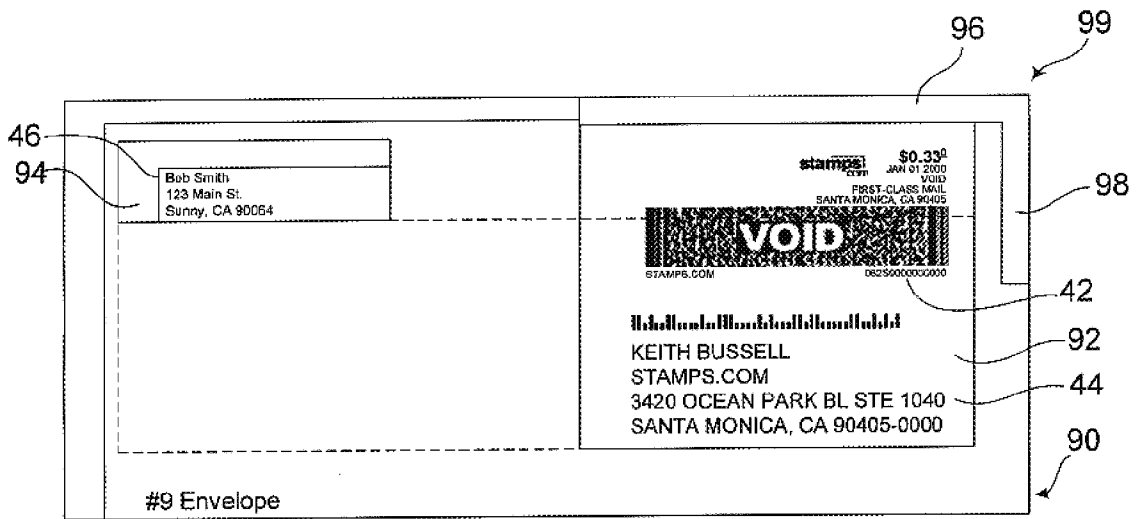 96
99
46
94
Bob Smith
123 Main St.
Sunny, CA 90064
stamps.com
$0.33⁰
JAN 01 2000
VOID
FIRST-CLASS MAIL
SANTA MONICA, CA 90405
98
VOID
STAMPS.COM
062S0000000000
42
KEITH BUSSELL
92
STAMPS.COM
3420 OCEAN PARK BL STE 1040
44
SANTA MONICA, CA 90405-0000
90
#9 Envelope